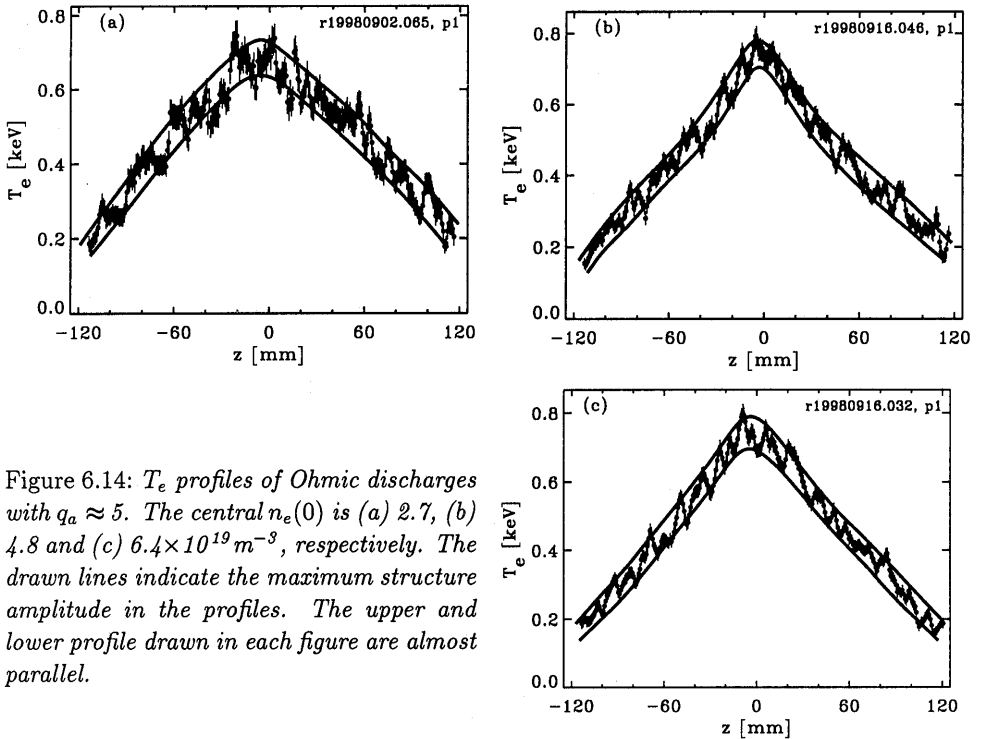 (a)
r19980902.065, p1
0.8
0.6
0.4
0.2
0.0
T_e [keV]
−120 −60 0 60 120
z [mm]
(b)
r19980916.046, p1
0.8
0.6
0.4
0.2
0.0
T_e [keV]
−120 −60 0 60 120
z [mm]
(c)
r19980916.032, p1
0.8
0.6
0.4
0.2
0.0
T_e [keV]
−120 −60 0 60 120
z [mm]
Figure 6.14: T_e profiles of Ohmic discharges
with q_a ≈ 5. The central n_e(0) is (a) 2.7, (b)
4.8 and (c) 6.4×10^19 m^−3, respectively. The
drawn lines indicate the maximum structure
amplitude in the profiles. The upper and
lower profile drawn in each figure are almost
parallel.